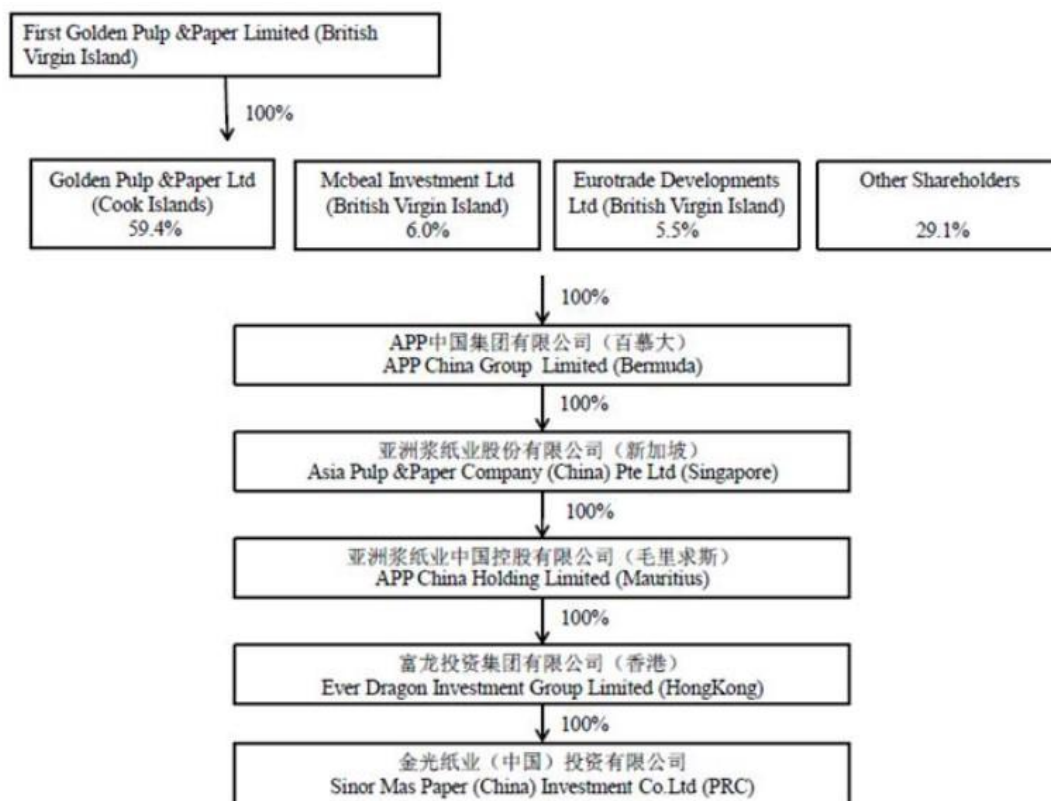 First Golden Pulp &Paper Limited (British
Virgin Island)
100%
Golden Pulp &Paper Ltd
(Cook Islands)
59.4%
Mcbeal Investment Ltd
(British Virgin Island)
6.0%
Eurotrade Developments
Ltd (British Virgin Island)
5.5%
Other Shareholders
29.1%
100%
APP中国集团有限公司（百慕大）
APP China Group Limited (Bermuda)
100%
亚洲浆纸业股份有限公司（新加坡）
Asia Pulp &Paper Company (China) Pte Ltd (Singapore)
100%
亚洲浆纸业中国控股有限公司（毛里求斯）
APP China Holding Limited (Mauritius)
100%
富龙投资集团有限公司（香港）
Ever Dragon Investment Group Limited (HongKong)
100%
金光纸业（中国）投资有限公司
Sinor Mas Paper (China) Investment Co.Ltd (PRC)